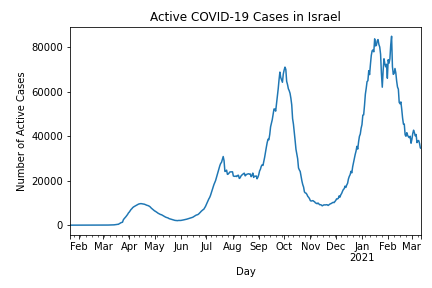 Active COVID-19 Cases in Israel
Number of Active Cases
80000
60000
40000
20000
0
Feb Mar Apr May Jun Jul Aug Sep Oct Nov Dec Jan Feb Mar
2021
Day